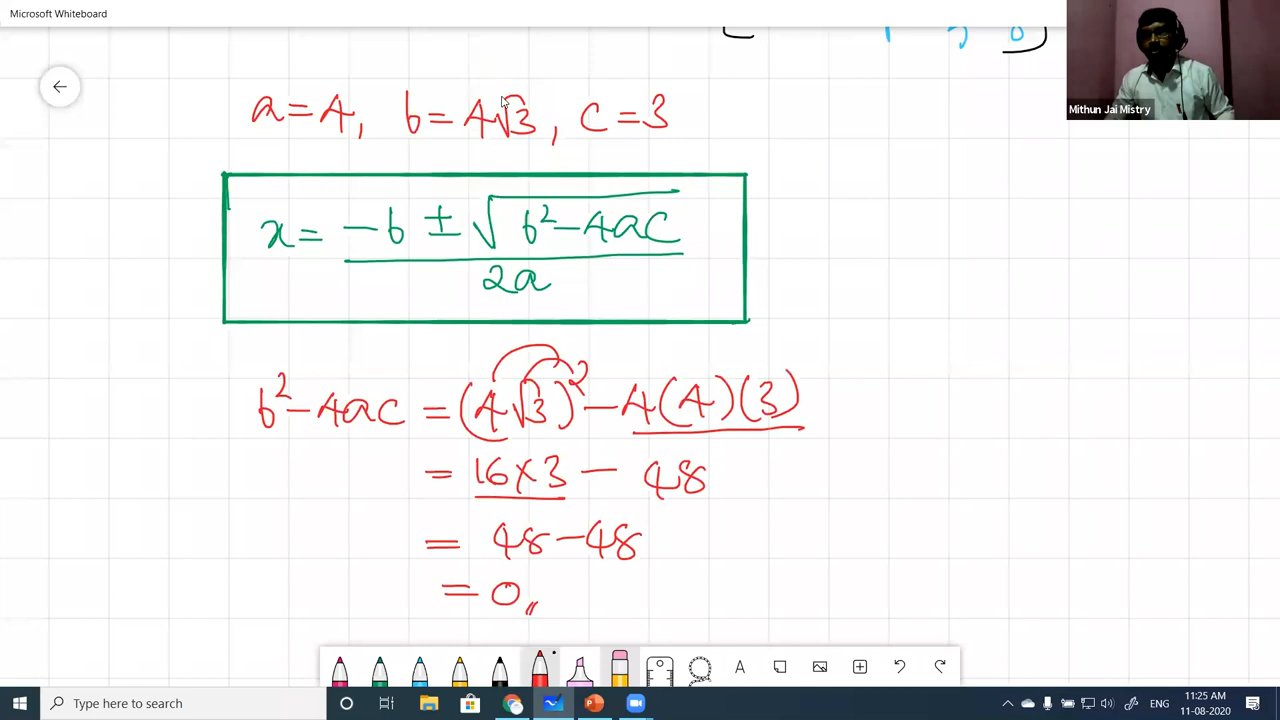 Microsoft Whiteboard
Mithun Jai Mistry
a = 4, b = 4√3, c = 3
x = -b ± √b²-4ac
2a
b²-4ac = (4√3)² - 4(4)(3)
= 16×3 - 48
= 48-48
= 0,,
A
Type here to search
ENG
11:25 AM
11-08-2020